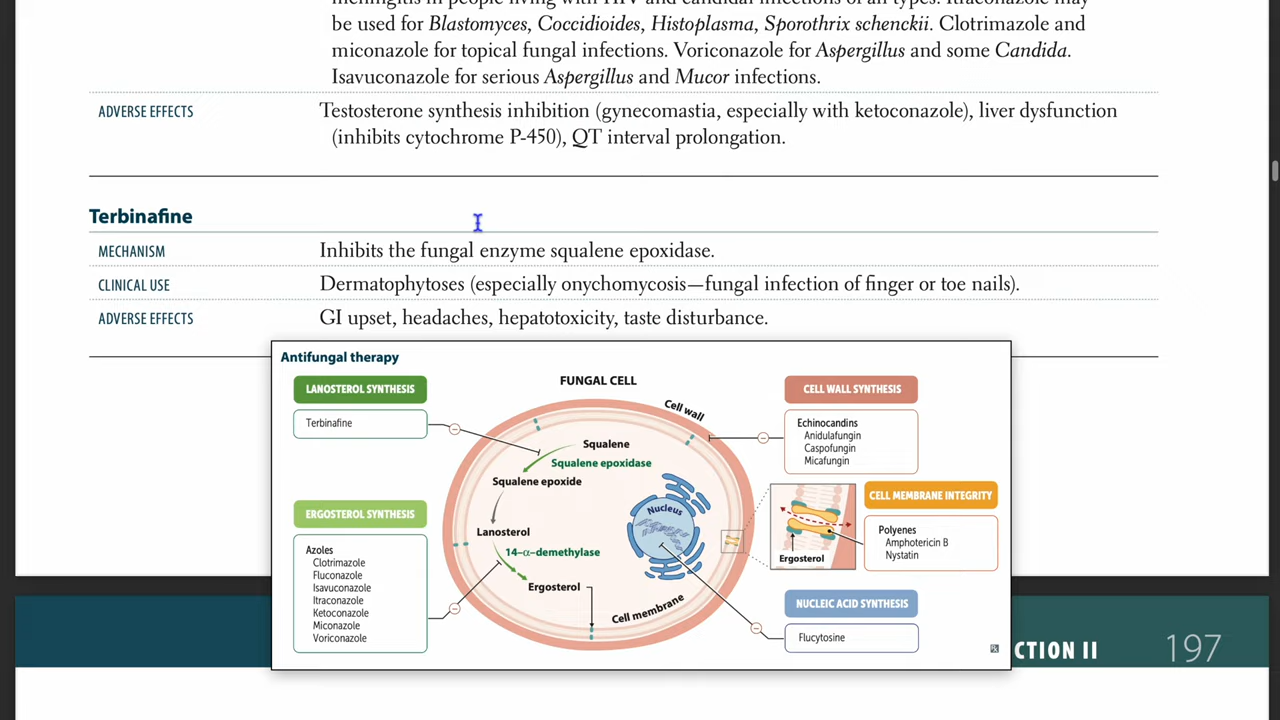 meningitis in people living with HIV and candidal infections of all types. Itraconazole may
be used for Blastomyces, Coccidioides, Histoplasma, Sporothrix schenckii. Clotrimazole and
miconazole for topical fungal infections. Voriconazole for Aspergillus and some Candida.
Isavuconazole for serious Aspergillus and Mucor infections.
ADVERSE EFFECTS
Testosterone synthesis inhibition (gynecomastia, especially with ketoconazole), liver dysfunction
(inhibits cytochrome P-450), QT interval prolongation.
Terbinafine
MECHANISM
Inhibits the fungal enzyme squalene epoxidase.
CLINICAL USE
Dermatophytoses (especially onychomycosis—fungal infection of finger or toe nails).
ADVERSE EFFECTS
GI upset, headaches, hepatotoxicity, taste disturbance.
Antifungal therapy
LANOSTEROL SYNTHESIS
Terbinafine
ERGOSTEROL SYNTHESIS
Azoles
Clotrimazole
Fluconazole
Isavuconazole
Itraconazole
Ketoconazole
Miconazole
Voriconazole
FUNGAL CELL
Cell wall
Squalene
Squalene epoxidase
Squalene epoxide
Nucleus
Lanosterol
14-α-demethylase
Ergosterol
Cell membrane
CELL WALL SYNTHESIS
Echinocandins
Anidulafungin
Caspofungin
Micafungin
CELL MEMBRANE INTEGRITY
Polyenes
Amphotericin B
Nystatin
Ergosterol
NUCLEIC ACID SYNTHESIS
Flucytosine
CTION II
197